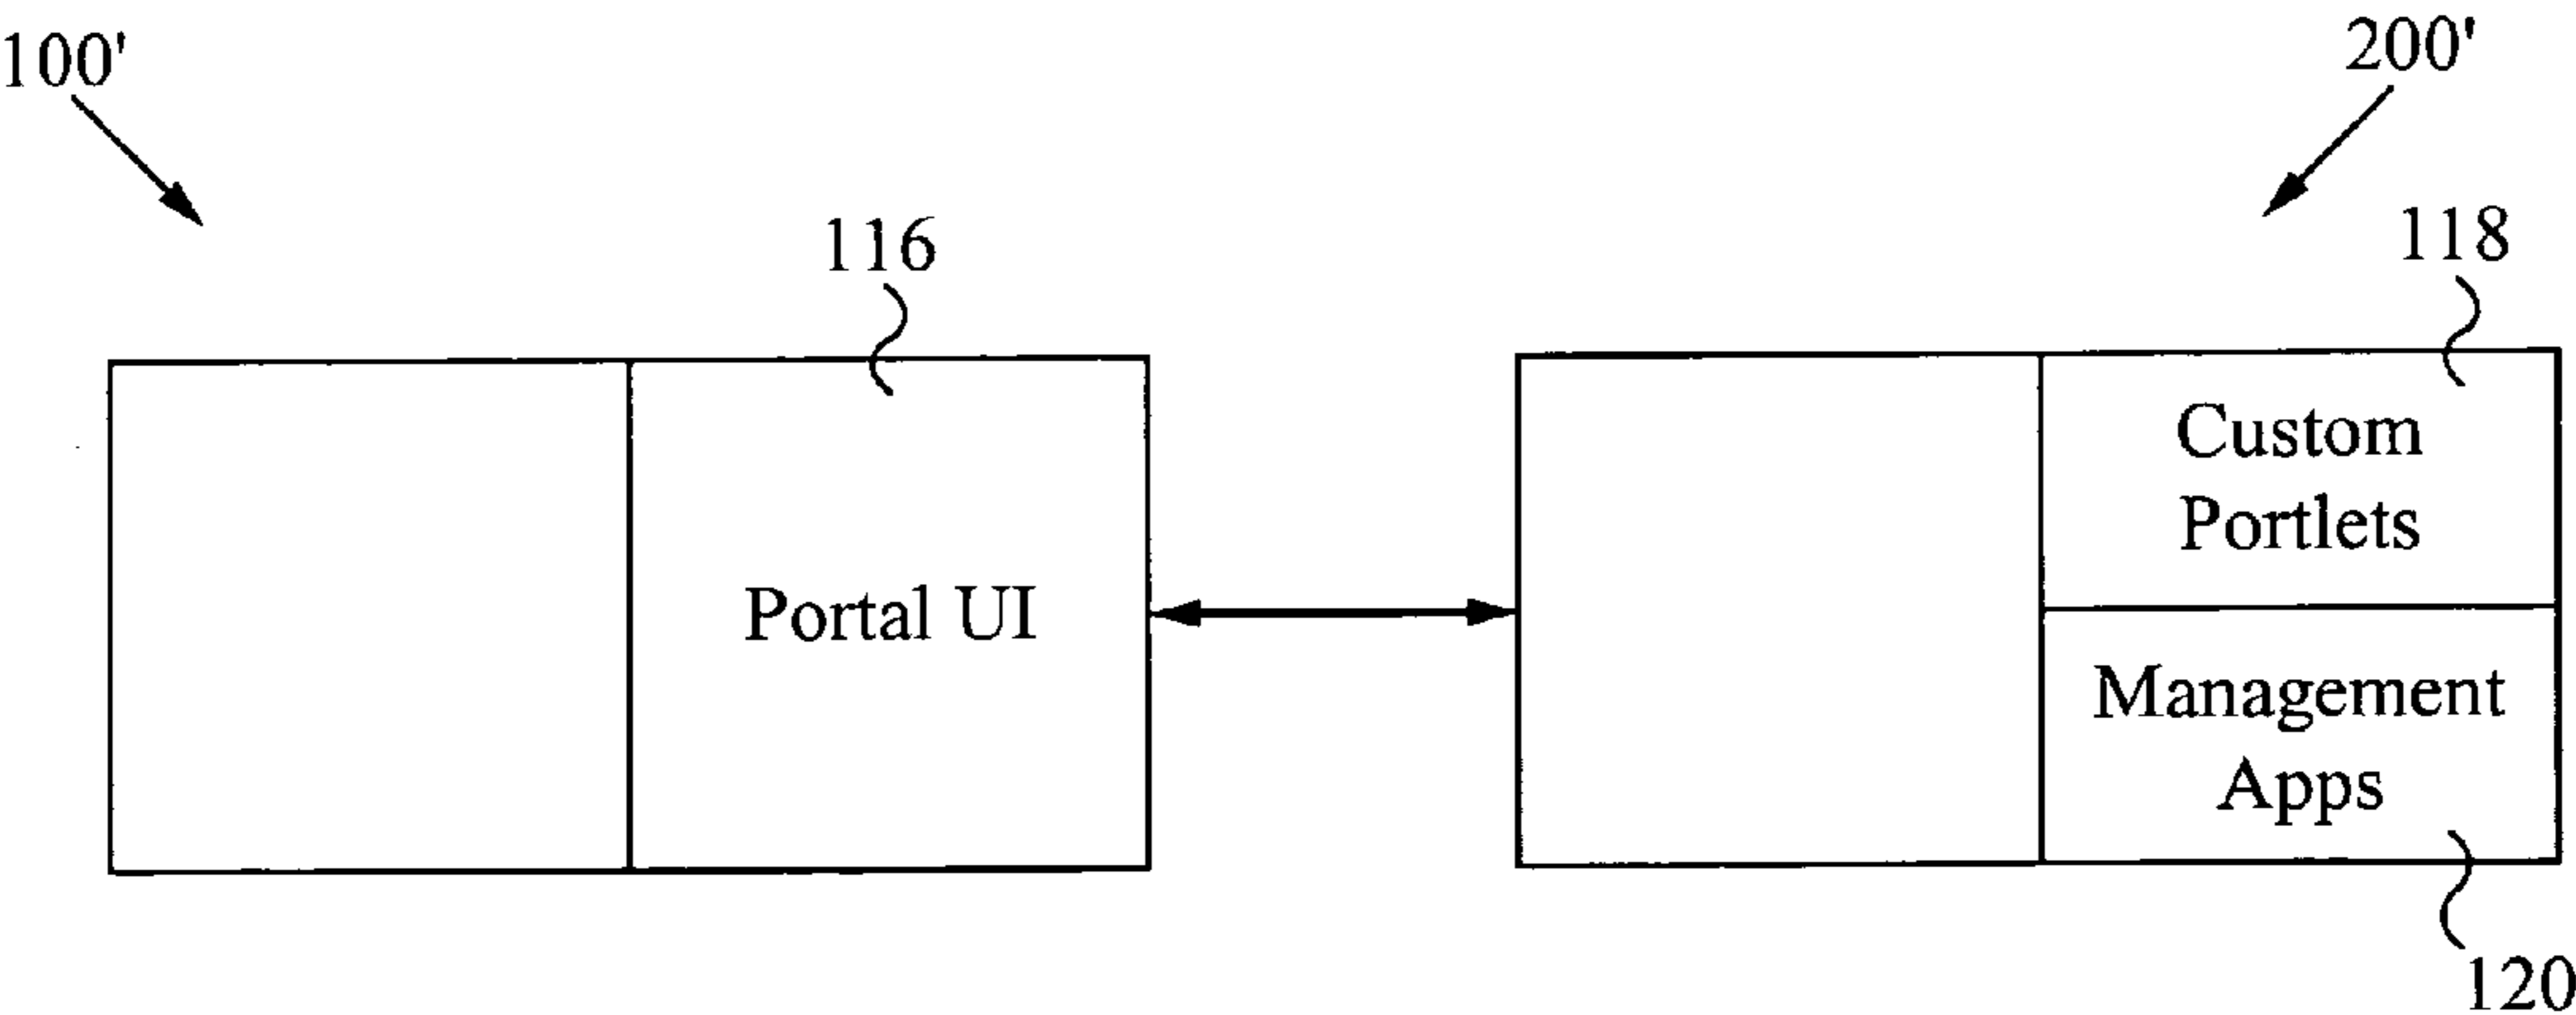 100'
200'
116
118
Custom
Portlets
Portal UI
Management
Apps
120